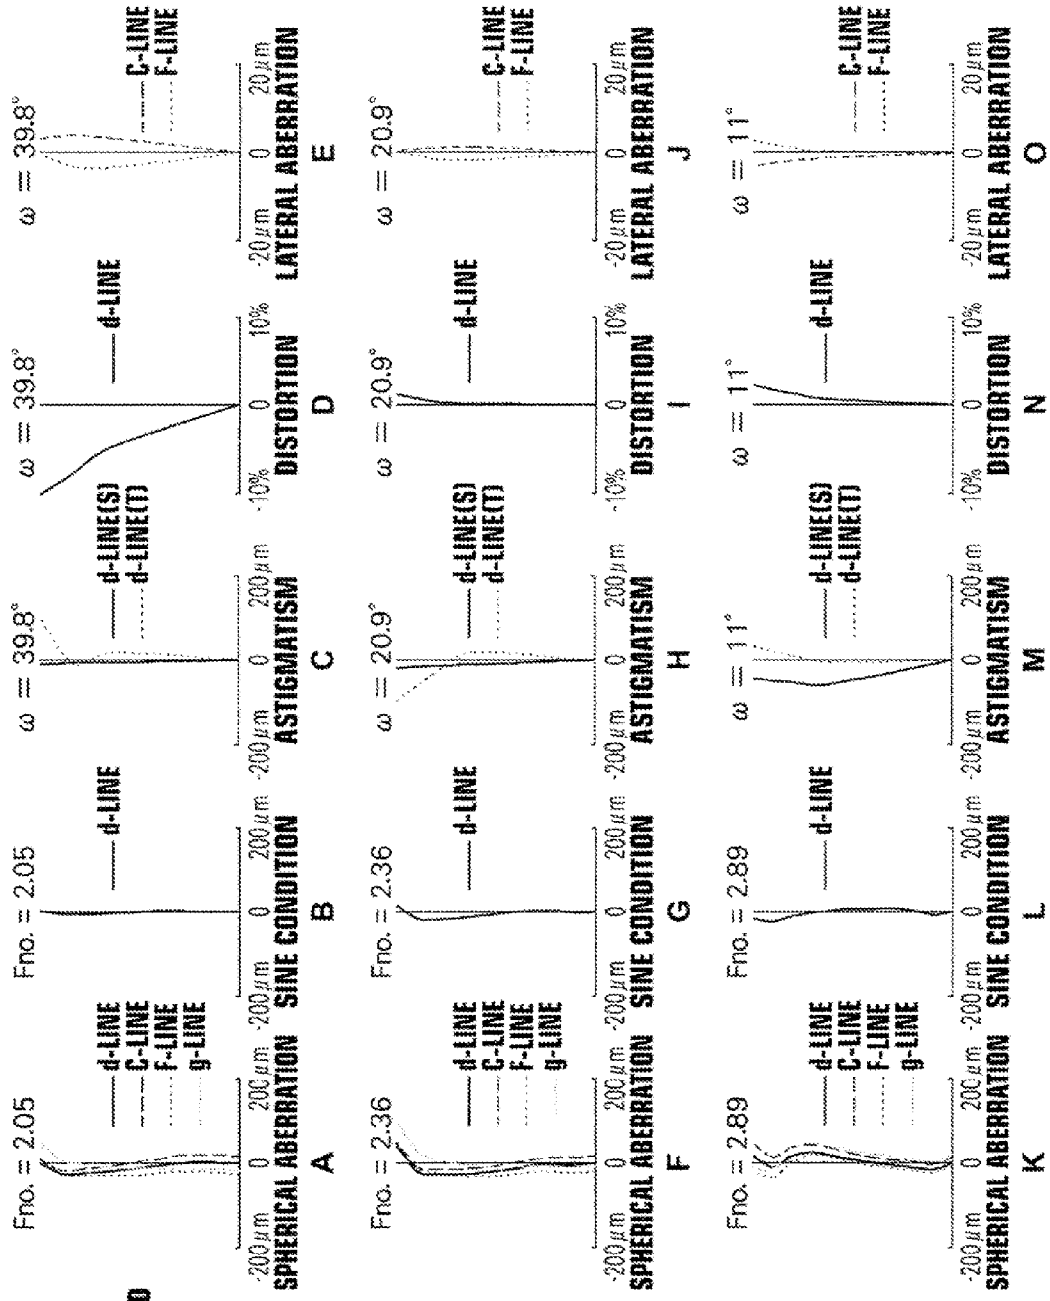 0
Fno. = 2.05
d-LINE
C-LINE
F-LINE
g-LINE
-200μm 0 200μm
SPHERICAL ABERRATION
A
Fno. = 2.05
d-LINE
-200μm 0 200μm
SINE CONDITION
B
ω = 39.8°
d-LINE(S)
d-LINE(T)
-200μm 0 200μm
ASTIGMATISM
C
ω = 39.8°
d-LINE
-10% 0 10%
DISTORTION
D
ω = 39.8°
C-LINE
F-LINE
-20μm 0 20μm
LATERAL ABERRATION
E
Fno. = 2.36
d-LINE
C-LINE
F-LINE
g-LINE
-200μm 0 200μm
SPHERICAL ABERRATION
F
Fno. = 2.36
d-LINE
-200μm 0 200μm
SINE CONDITION
G
ω = 20.9°
d-LINE(S)
d-LINE(T)
-200μm 0 200μm
ASTIGMATISM
H
ω = 20.9°
d-LINE
-10% 0 10%
DISTORTION
I
ω = 20.9°
C-LINE
F-LINE
-20μm 0 20μm
LATERAL ABERRATION
J
Fno. = 2.89
d-LINE
C-LINE
F-LINE
g-LINE
-200μm 0 200μm
SPHERICAL ABERRATION
K
Fno. = 2.89
d-LINE
-200μm 0 200μm
SINE CONDITION
L
ω = 11°
d-LINE(S)
d-LINE(T)
-200μm 0 200μm
ASTIGMATISM
M
ω = 11°
d-LINE
-10% 0 10%
DISTORTION
N
ω = 11°
C-LINE
F-LINE
-20μm 0 20μm
LATERAL ABERRATION
O